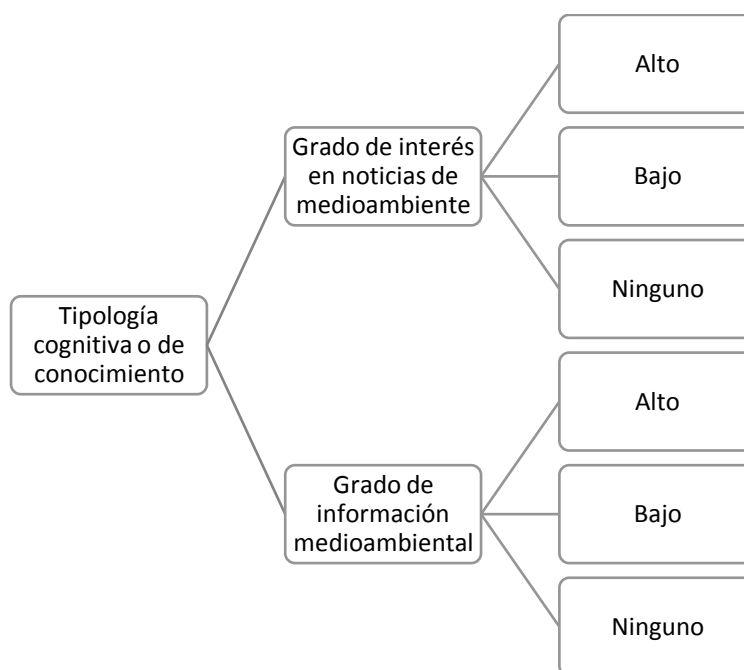 Tipología
cognitiva o de
conocimiento
Grado de interés
en noticias de
medioambiente
Alto
Bajo
Ninguno
Grado de
información
medioambiental
Alto
Bajo
Ninguno